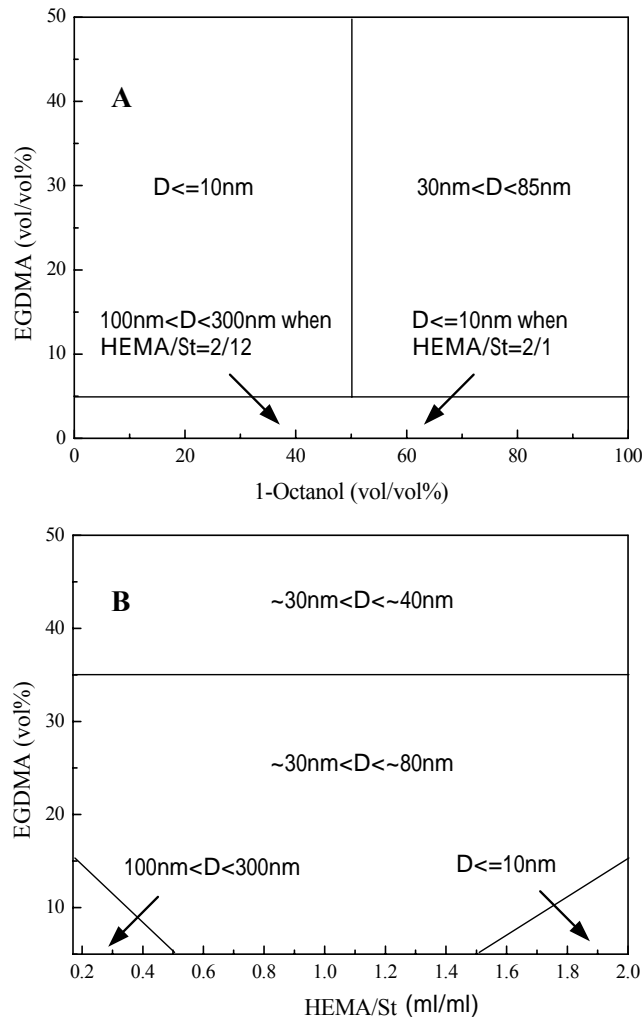 A
EGDMA (vol/vol%)
50
40
30
20
10
0
D<=10nm
30nm<D<85nm
100nm<D<300nm when
HEMA/St=2/12
D<=10nm when
HEMA/St=2/1
0 20 40 60 80 100
1-Octanol (vol/vol%)
B
EGDMA (vol%)
50
40
30
20
10
~30nm<D<~40nm
~30nm<D<~80nm
100nm<D<300nm
D<=10nm
0.2 0.4 0.6 0.8 1.0 1.2 1.4 1.6 1.8 2.0
HEMA/St (ml/ml)